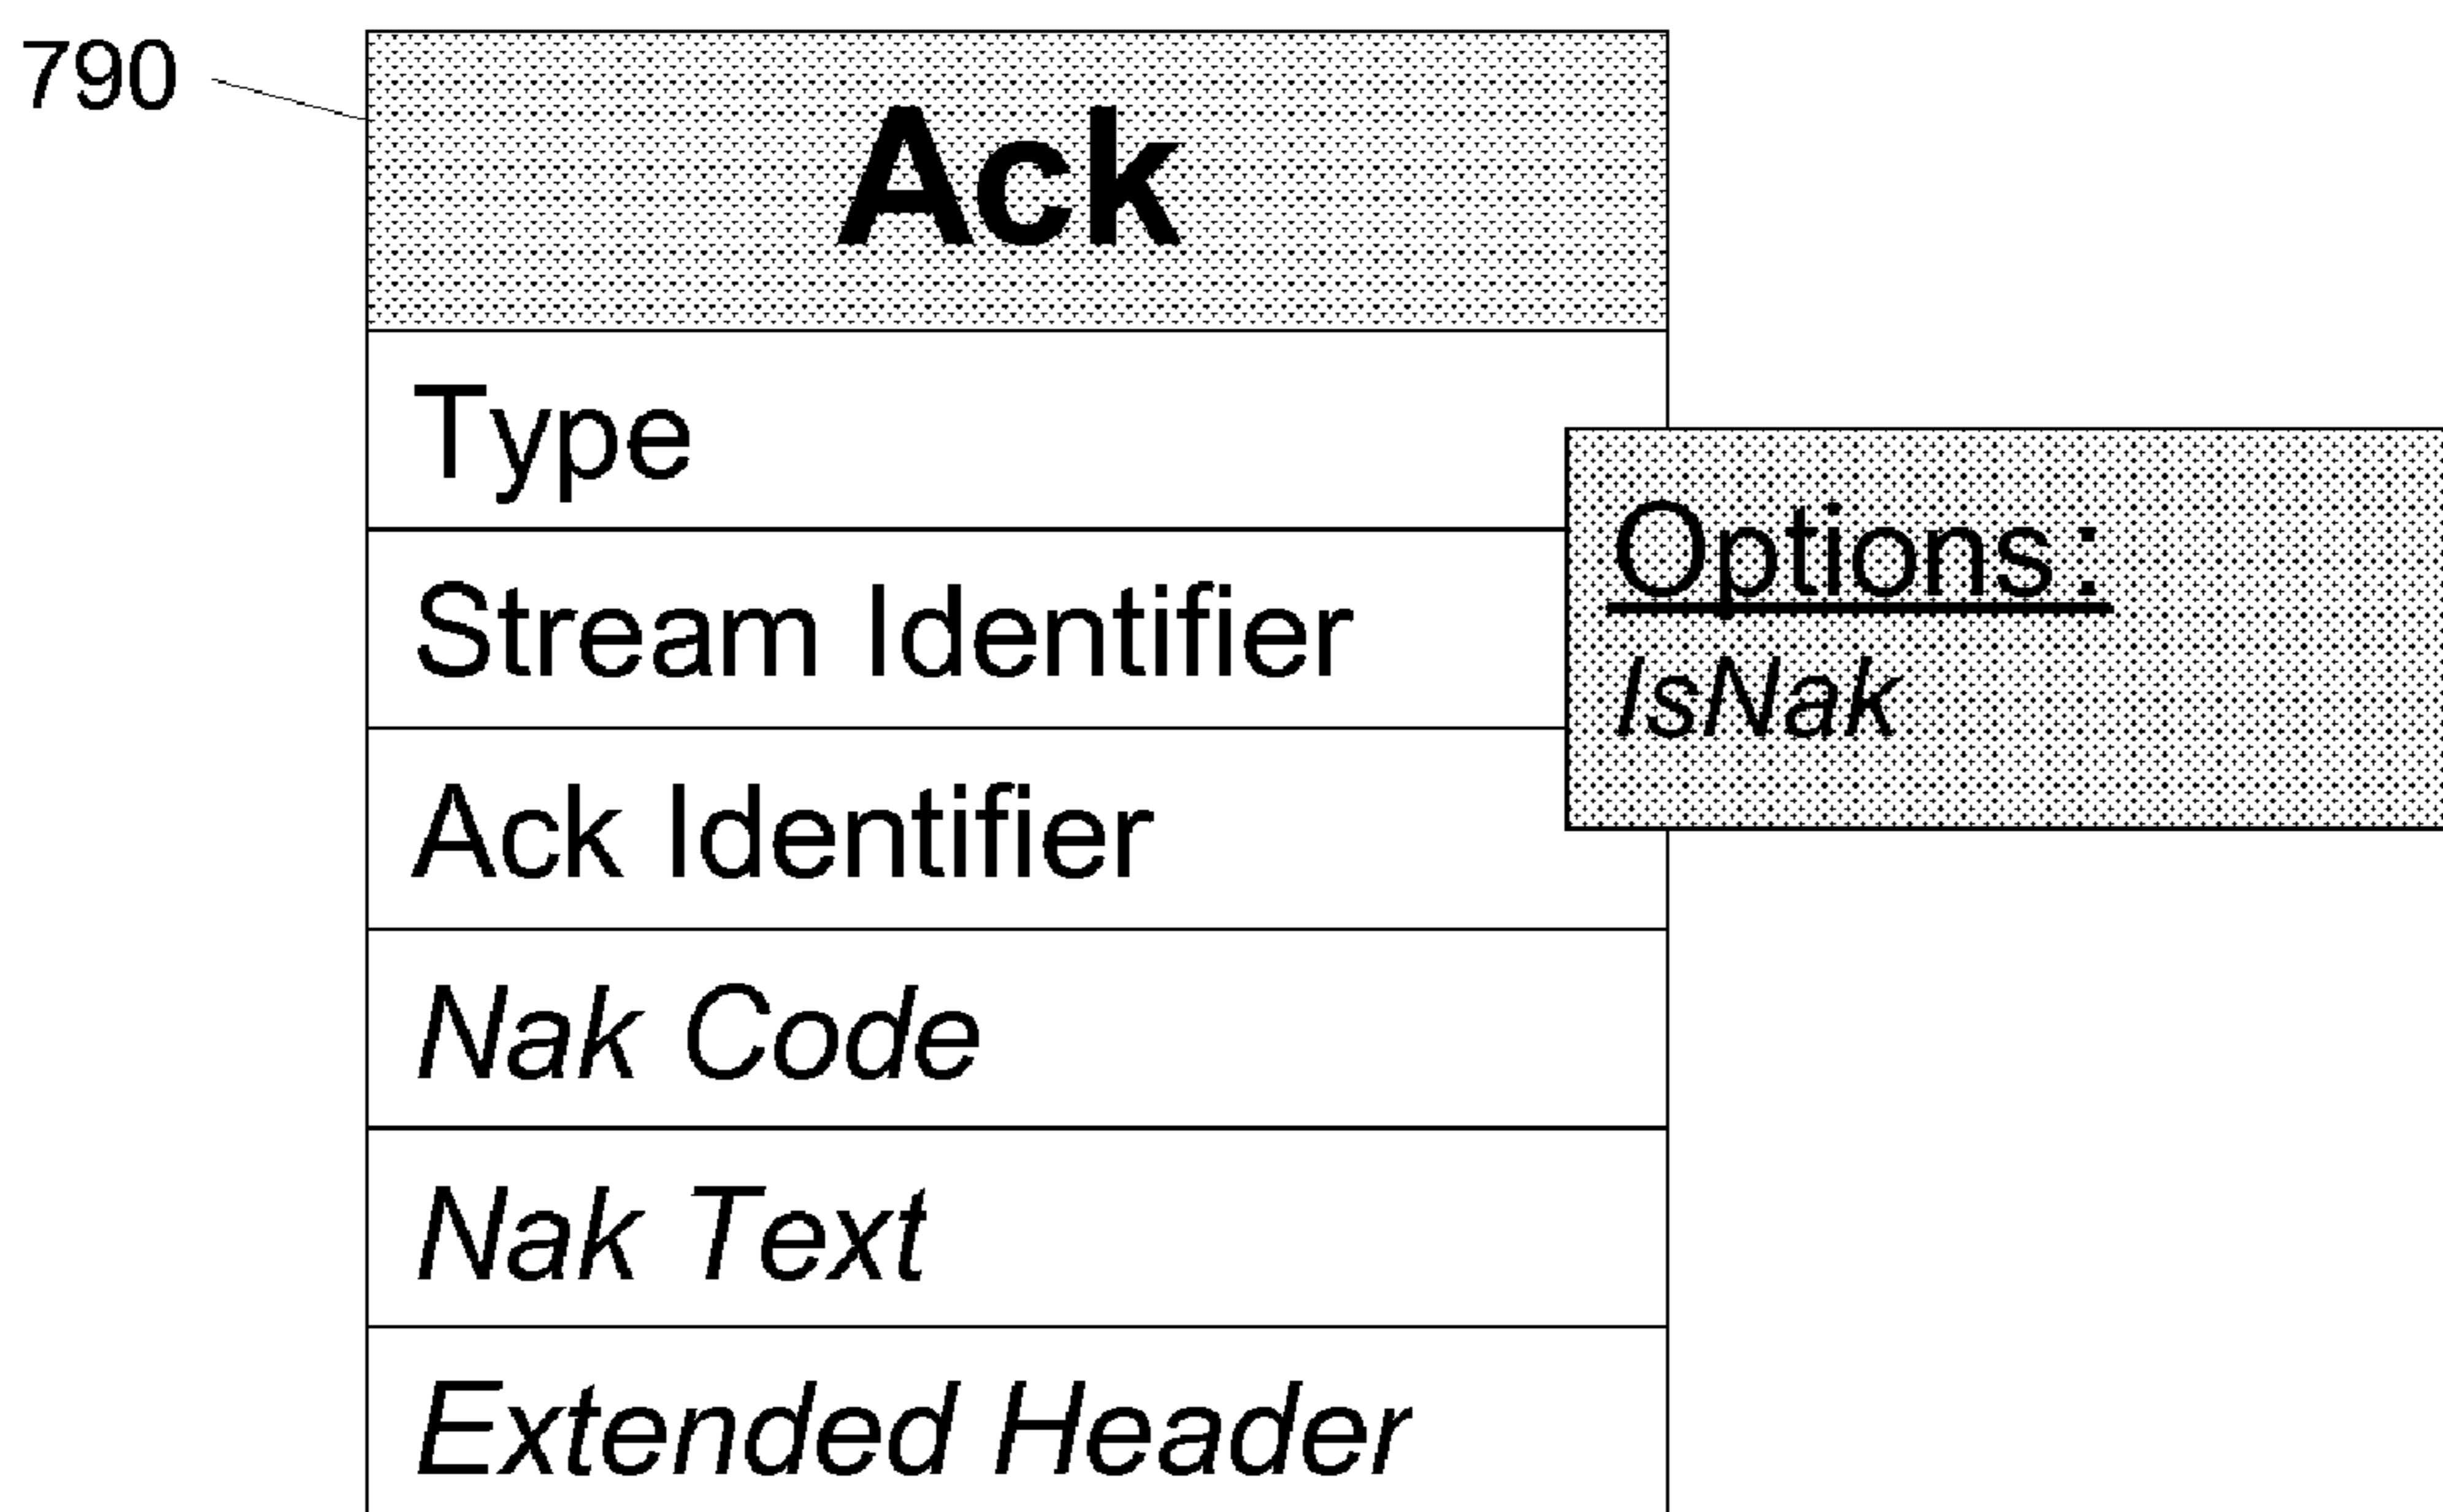 790
Ack
Type
Options:
Stream Identifier
IsNak
Ack Identifier
Nak Code
Nak Text
Extended Header